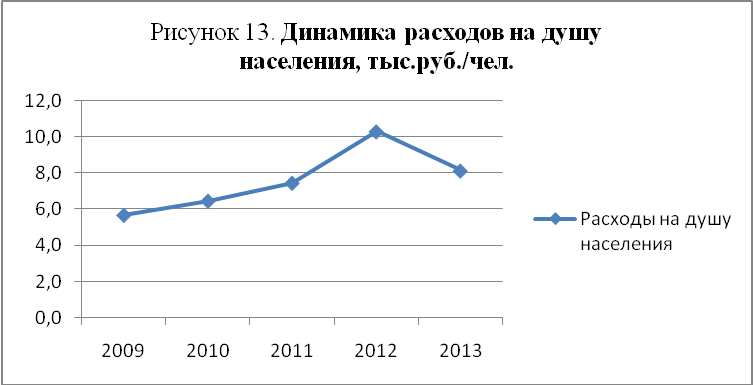 Рисунок 13. Динамика расходов на душу
населения, тыс.руб./чел.
12,0
10,0
8,0
6,0
4,0
2,0
0,0
2009 2010 2011 2012 2013
Расходы на душу
населения